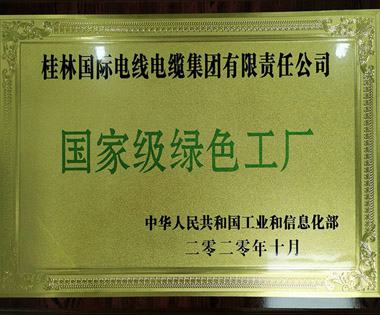 桂林国际电线电缆集团有限责任公司
国家级绿色工厂
中华人民共和国工业和信息化部
二零二零年十月